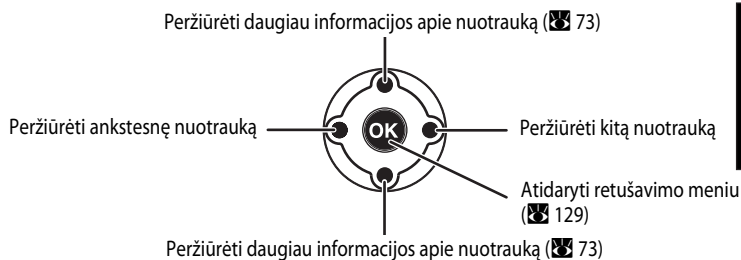 Peržiūrėti daugiau informacijos apie nuotrauką ( 73)
Peržiūrėti ankstesnę nuotrauką
OK
Peržiūrėti kitą nuotrauką
Atidaryti retušavimo meniu
( 129)
Peržiūrėti daugiau informacijos apie nuotrauką ( 73)